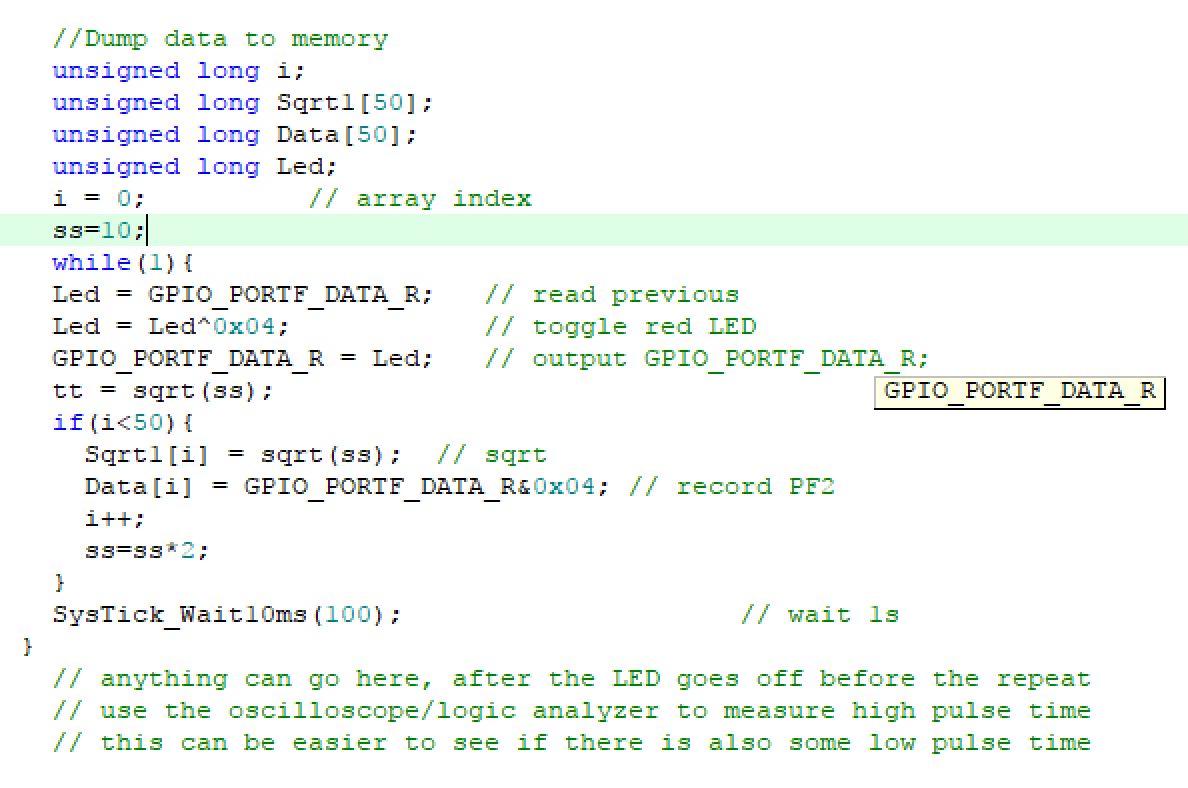 //Dump data to memory
unsigned long i;
unsigned long Sqrt1[50];
unsigned long Data[50];
unsigned long Led;
i = 0;          // array index
ss=10;
while(1){
Led = GPIO_PORTF_DATA_R;   // read previous
Led = Led^0x04;            // toggle red LED
GPIO_PORTF_DATA_R = Led;   // output GPIO_PORTF_DATA_R;
tt = sqrt(ss);
GPIO_PORTF_DATA_R
if(i<50){
Sqrt1[i] = sqrt(ss);  // sqrt
Data[i] = GPIO_PORTF_DATA_R&0x04; // record PF2
i++;
ss=ss*2;
}
SysTick_Wait10ms(100);                     // wait 1s
}
// anything can go here, after the LED goes off before the repeat
// use the oscilloscope/logic analyzer to measure high pulse time
// this can be easier to see if there is also some low pulse time